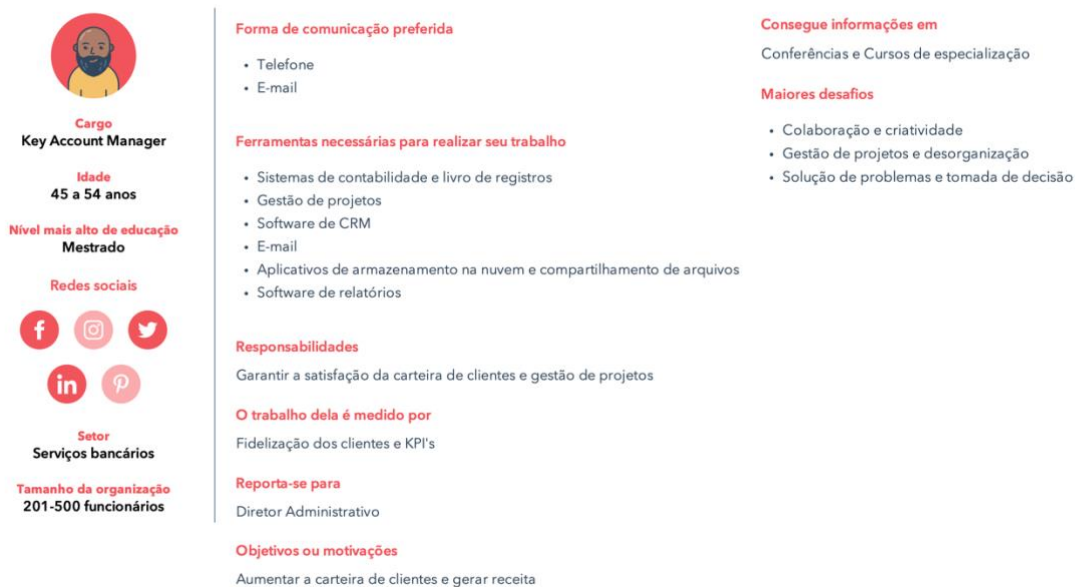 Cargo
Key Account Manager
Idade
45 a 54 anos
Nível mais alto de educação
Mestrado
Redes sociais
f
in
Setor
Serviços bancários
Tamanho da organização
201-500 funcionários
Forma de comunicação preferida
• Telefone
• E-mail
Ferramentas necessárias para realizar seu trabalho
• Sistemas de contabilidade e livro de registros
• Gestão de projetos
• Software de CRM
• E-mail
• Aplicativos de armazenamento na nuvem e compartilhamento de arquivos
• Software de relatórios
Responsabilidades
Garantir a satisfação da carteira de clientes e gestão de projetos
O trabalho dela é medido por
Fidelização dos clientes e KPI's
Reporta-se para
Diretor Administrativo
Objetivos ou motivações
Aumentar a carteira de clientes e gerar receita
Consegue informações em
Conferências e Cursos de especialização
Maiores desafios
• Colaboração e criatividade
• Gestão de projetos e desorganização
• Solução de problemas e tomada de decisão